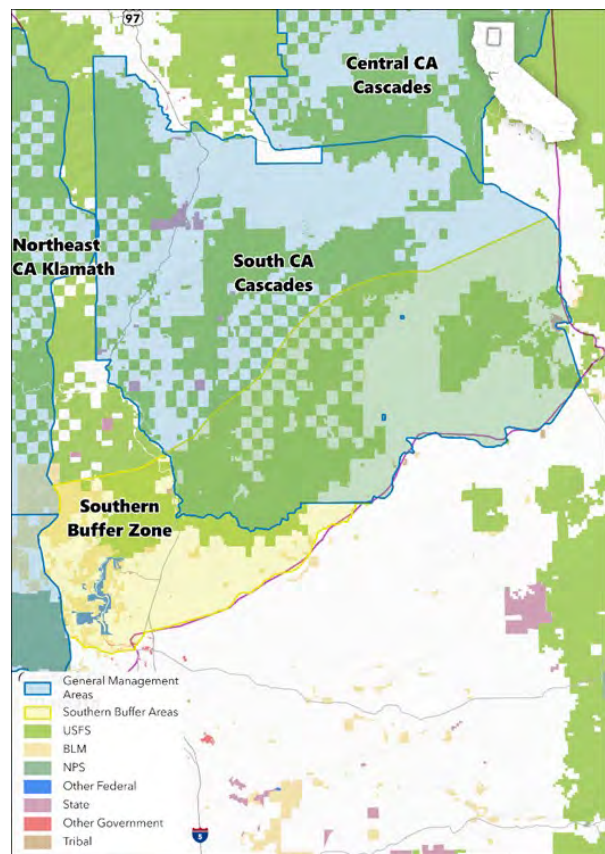 97
Central CA
Cascades
Northeast
CA Klamath
South CA
Cascades
Southern
Buffer Zone
General Management
Areas
Southern Buffer Areas
USFS
BLM
NPS
Other Federal
State
Other Government
Tribal
5